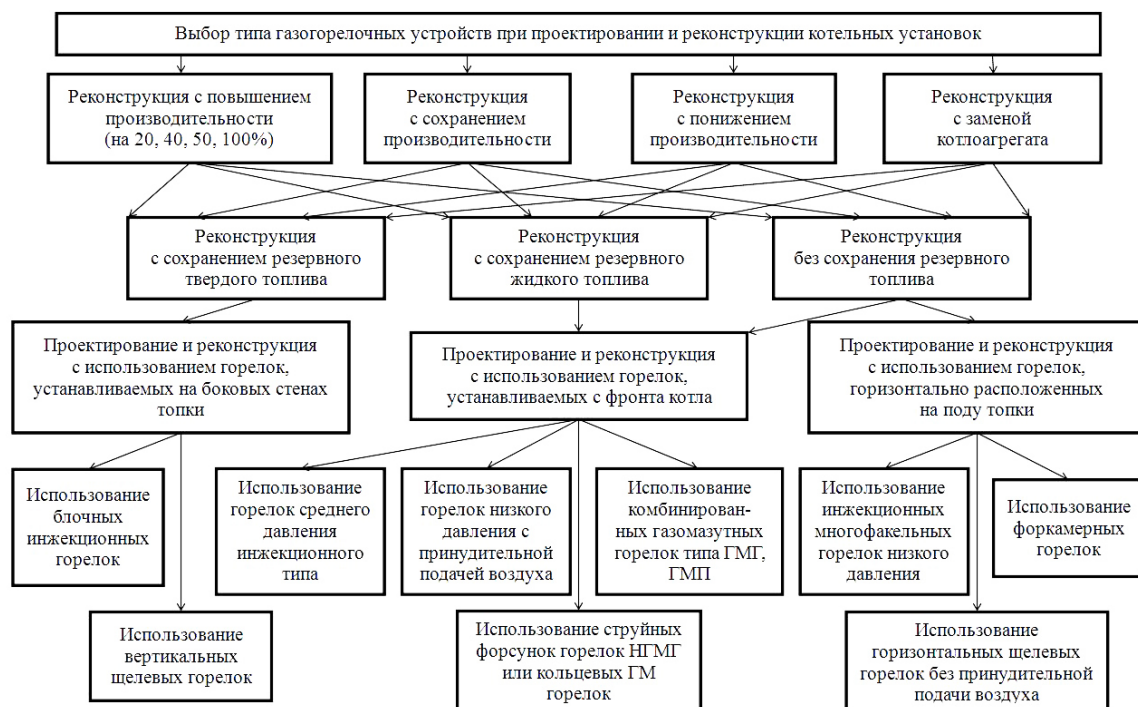 Выбор типа газогорелочных устройств при проектировании и реконструкции котельных установок
Реконструкция с повышением
производительности
(на 20, 40, 50, 100%)
Реконструкция
с сохранением
производительности
Реконструкция
с понижением
производительности
Реконструкция
с заменой
котлоагрегата
Реконструкция
с сохранением резервного
твердого топлива
Реконструкция
с сохранением резервного
жидкого топлива
Реконструкция
без сохранения резервного
топлива
Проектирование и реконструкция
с использованием горелок,
устанавливаемых на боковых стенах
топки
Проектирование и реконструкция
с использованием горелок,
устанавливаемых с фронта котла
Проектирование и реконструкция
с использованием горелок,
горизонтально расположенных
на поду топки
Использование
блочных
инжекционных
горелок
Использование
горелок среднего
давления
инжекционного
типа
Использование
горелок низкого
давления с
принудительной
подачей воздуха
Использование
комбинирован-
ных газомазутных
горелок типа ГМГ,
ГМП
Использование
инжекционных
многофакельных
горелок низкого
давления
Использование
форкамерных
горелок
Использование
вертикальных
щелевых горелок
Использование струйных
форсунок горелок НГМГ
или кольцевых ГМ
горелок
Использование
горизонтальных щелевых
горелок без принудительной
подачи воздуха